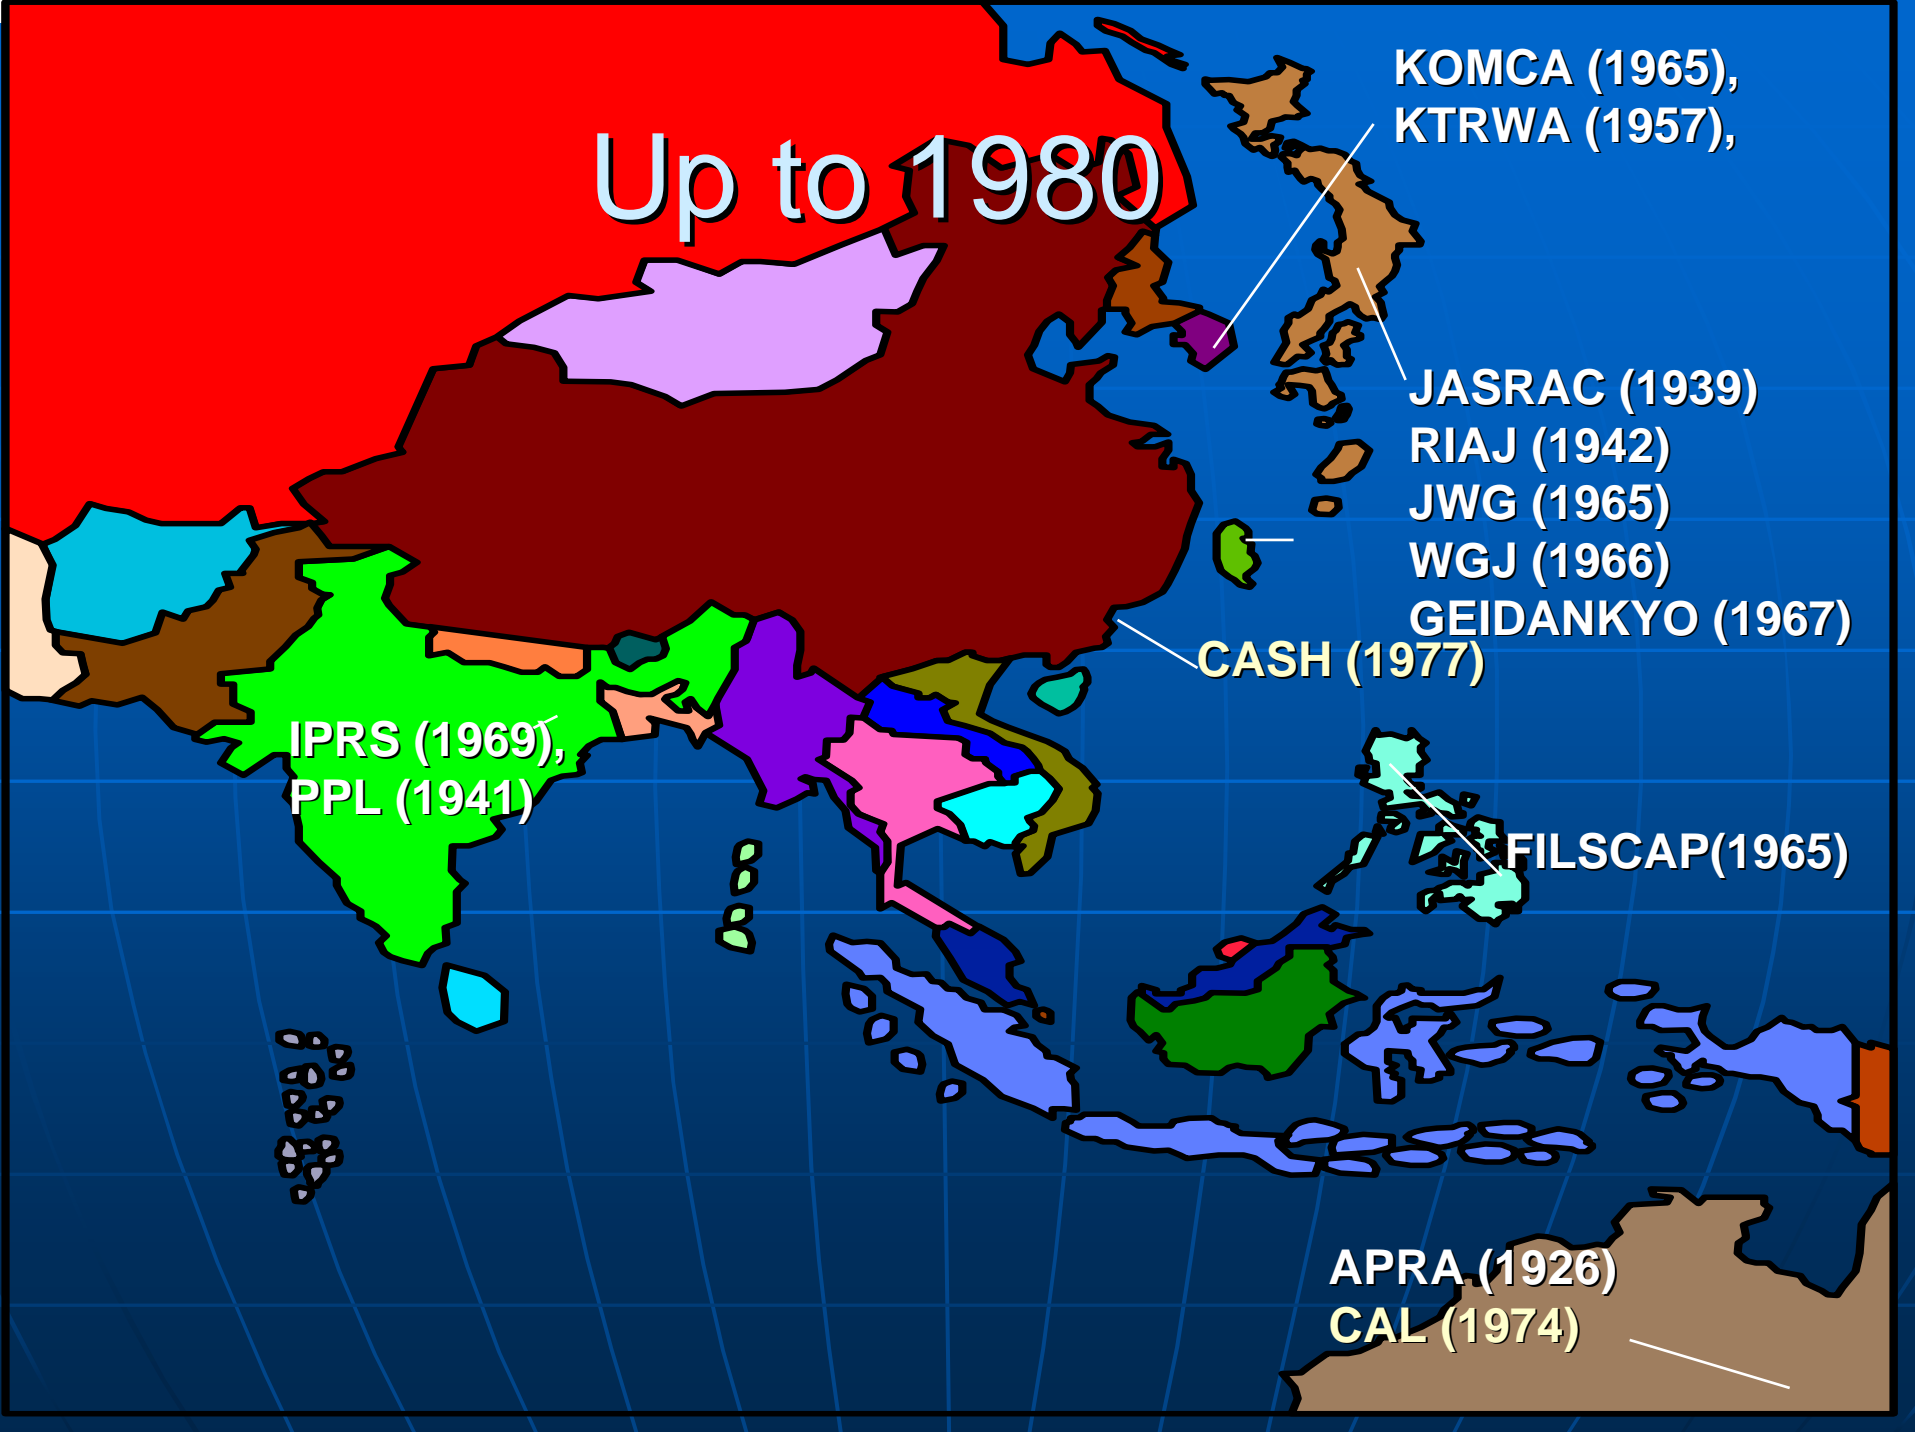 Up to 1980
KOMCA (1965),
KTRWA (1957),
JASRAC (1939)
RIAJ (1942)
JWG (1965)
WGJ (1966)
GEIDANKYO (1967)
CASH (1977)
IPRS (1969),
PPL (1941)
FILSCAP(1965)
APRA (1926)
CAL (1974)